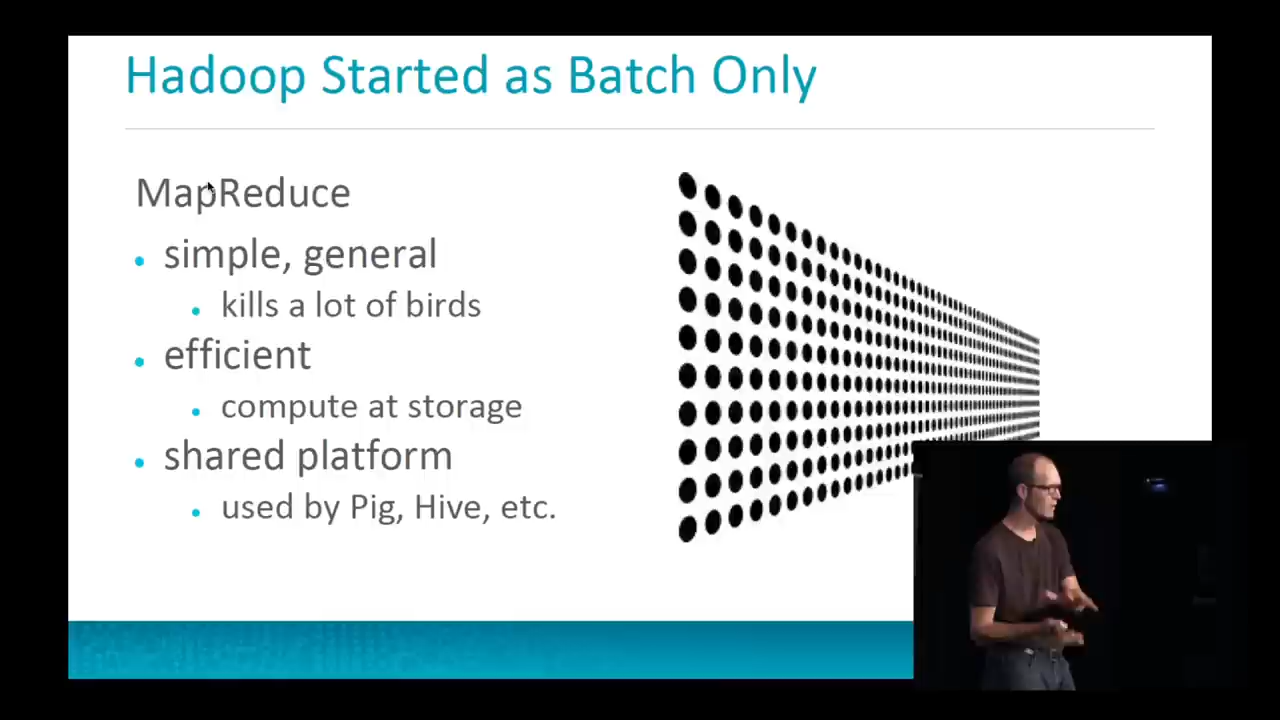 Hadoop Started as Batch Only
MapReduce
simple, general
kills a lot of birds
efficient
compute at storage
shared platform
used by Pig, Hive, etc.